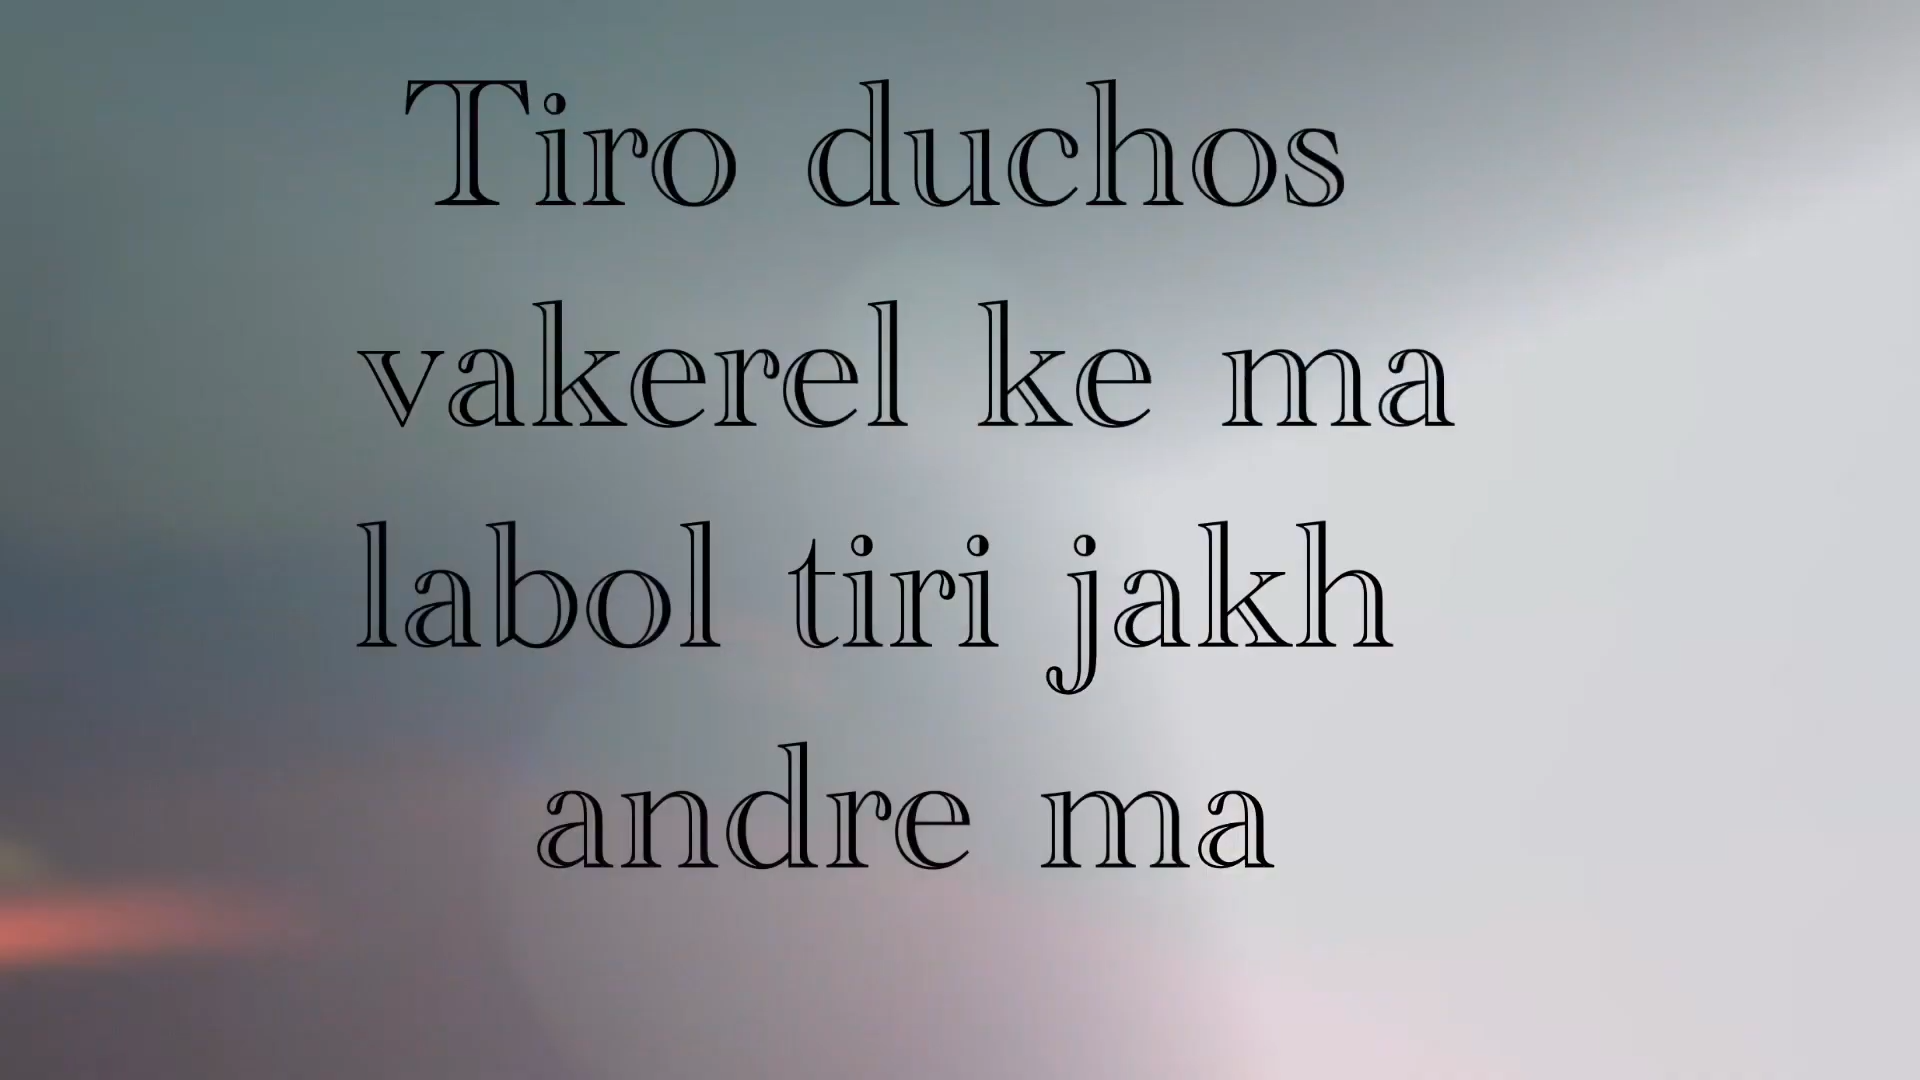 Tiro duchos
vakerel ke ma
labol tiri jakh
andre ma